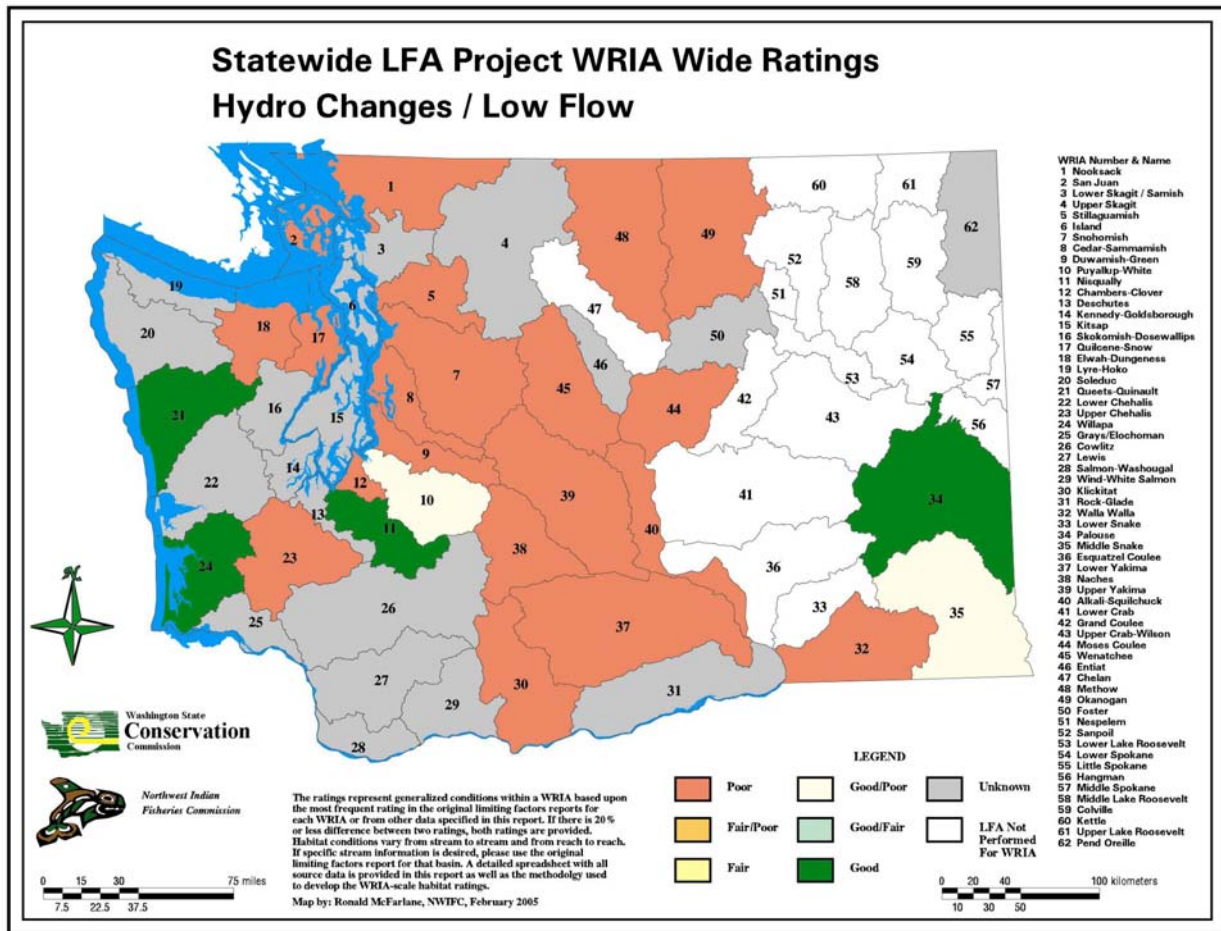 Statewide LFA Project WRIA Wide Ratings
Hydro Changes / Low Flow
WRIA Number & Name
1 Nooksack
2 San Juan
3 Lower Skagit / Samish
4 Upper Skagit
5 Stillaguamish
6 Island
7 Snohomish
8 Cedar-Sammamish
9 Duwamish-Green
10 Puyallup-White
11 Nisqually
12 Chambers-Clover
13 Deschutes
14 Kennedy-Goldsborough
15 Kitsap
16 Skokomish-Dosewallips
17 Quilcene-Snow
18 Elwah-Dungeness
19 Lyre-Hoko
20 Soleduc
21 Queets-Quinault
22 Lower Chehalis
23 Upper Chehalis
24 Willapa
25 Grays/Elochoman
26 Cowlitz
27 Lewis
28 Salmon-Washougal
29 Wind-White Salmon
30 Klickitat
31 Rock-Glade
32 Walla Walla
33 Lower Snake
34 Palouse
35 Middle Snake
36 Esquatzel Coulee
37 Lower Yakima
38 Naches
39 Upper Yakima
40 Alkali-Squilchuck
41 Lower Crab
42 Grand Coulee
43 Upper Crab-Wilson
44 Moses Coulee
45 Wenatchee
46 Entiat
47 Chelan
48 Methow
49 Okanogan
50 Foster
51 Nespelem
52 Sanpoil
53 Lower Lake Roosevelt
54 Lower Spokane
55 Little Spokane
56 Hangman
57 Middle Spokane
58 Middle Lake Roosevelt
59 Colville
60 Kettle
61 Upper Lake Roosevelt
62 Pend Oreille
1
2
3
4
5
6
7
8
9
10
11
12
13
14
15
16
17
18
19
20
21
22
23
24
25
26
27
28
29
30
31
32
33
34
35
36
37
38
39
40
41
42
43
44
45
46
47
48
49
50
51
52
53
54
55
56
57
58
59
60
61
62
N
Washington State
Conservation
Commission
Northwest Indian
Fisheries Commission
The ratings represent generalized conditions within a WRIA based upon
the most frequent rating in the original limiting factors reports for
each WRIA or from other data specified in this report. If there is 20%
or less difference between two ratings, both ratings are provided.
Habitat conditions vary from stream to stream and from reach to reach.
If specific stream information is desired, please use the original
limiting factors report for that basin. A detailed spreadsheet with all
source data is provided in this report as well as the methodolgy used
to develop the WRIA-scale habitat ratings.
Map by: Ronald McFarlane, NWIFC, February 2005
LEGEND
Poor
Fair/Poor
Fair
Good/Poor
Good/Fair
Good
Unknown
LFA Not
Performed
For WRIA
0 15 30 75 miles
7.5 22.5 37.5
0 20 40 100 kilometers
10 30 50